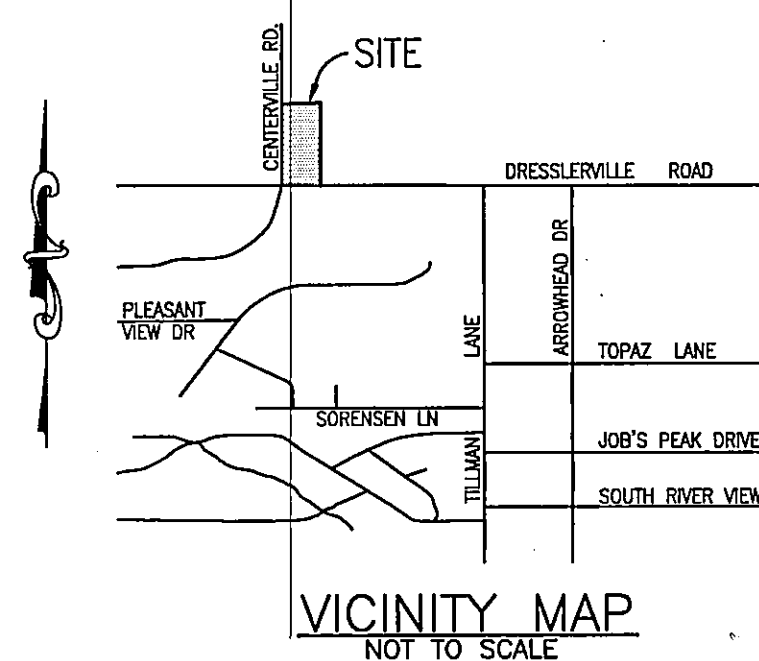 CENTERVILLE RD.
SITE
DRESSLERVILLE ROAD
ARROWHEAD DR
PLEASANT
VIEW DR
LANE
TOPAZ LANE
SORENSEN LN
TILLMAN
JOB'S PEAK DRIVE
SOUTH RIVER VIEW
VICINITY MAP
NOT TO SCALE